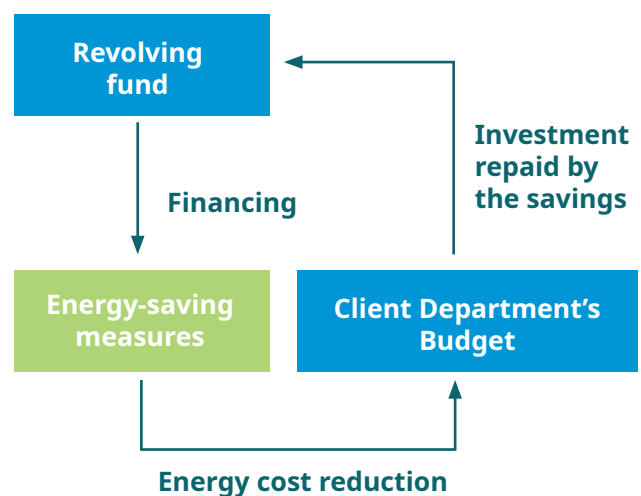 Revolving
fund
Investment
repaid by
the savings
Financing
Energy-saving
measures
Client Department’s
Budget
Energy cost reduction